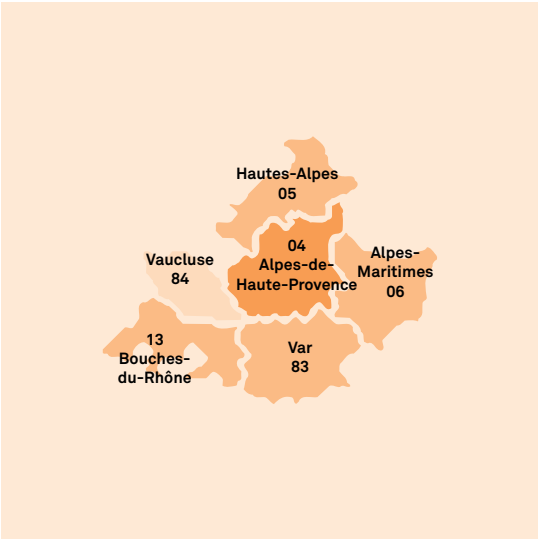 Hautes-Alpes
05
04
Alpes-de-
Haute-Provence
Alpes-
Maritimes
06
Vaucluse
84
13
Bouches-
du-Rhône
Var
83